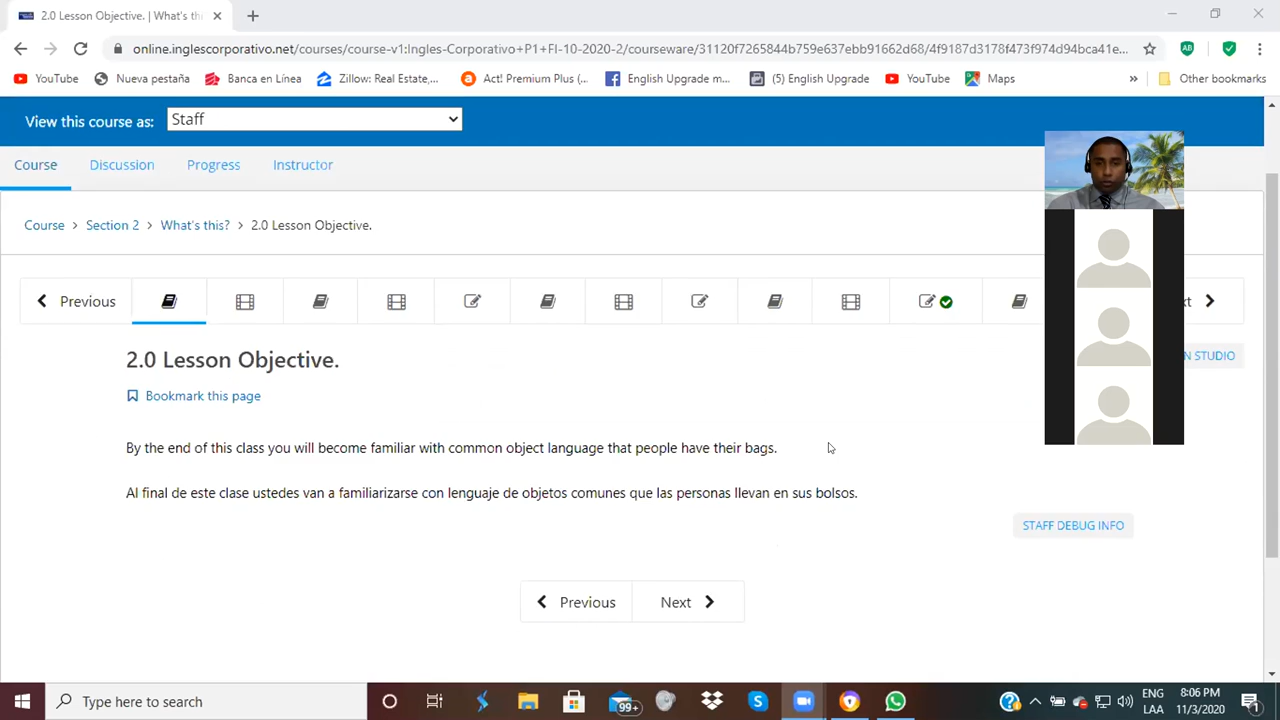 2.0 Lesson Objective. | What's thi
online.inglescorporativo.net/courses/course-v1:Ingles-Corporativo+P1+FI-10-2020-2/courseware/31120f7265844b759e637ebb91662d68/4f9187d3178f473f974d94bca41e...
YouTube Nueva pestaña Banca en Línea Zillow: Real Estate,... Act! Premium Plus (... English Upgrade m... (5) English Upgrade YouTube Maps » Other bookmarks
View this course as: Staff
Course Discussion Progress Instructor
Course > Section 2 > What's this? > 2.0 Lesson Objective.
Previous
2.0 Lesson Objective.
N STUDIO
Bookmark this page
By the end of this class you will become familiar with common object language that people have their bags.
Al final de este clase ustedes van a familiarizarse con lenguaje de objetos comunes que las personas llevan en sus bolsos.
STAFF DEBUG INFO
Previous Next
Type here to search
99+
ENG
LAA
8:06 PM
11/3/2020
1